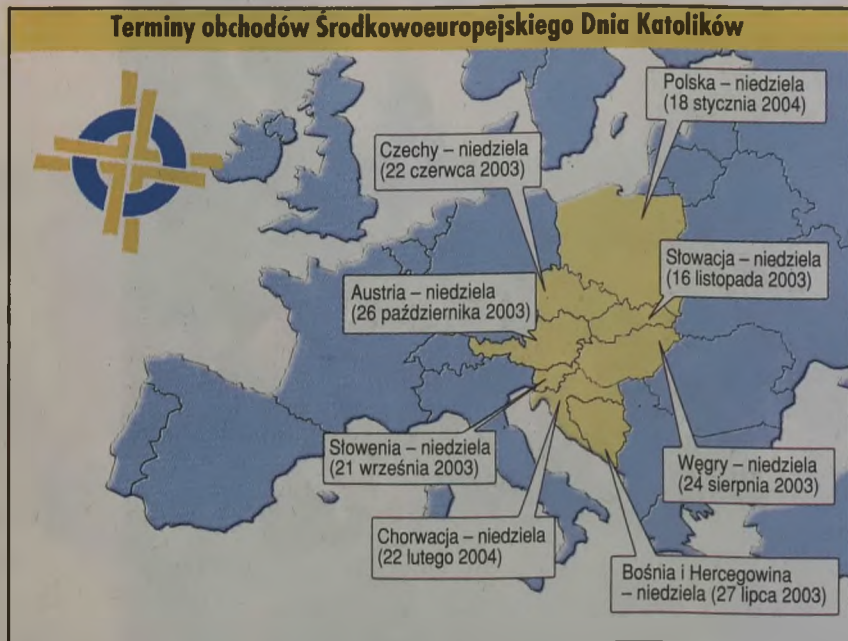 Terminy obchodów Środkowoeuropejskiego Dnia Katolików
Polska – niedziela
(18 stycznia 2004)
Czechy – niedziela
(22 czerwca 2003)
Słowacja – niedziela
(16 listopada 2003)
Austria – niedziela
(26 października 2003)
Słowenia – niedziela
(21 września 2003)
Węgry – niedziela
(24 sierpnia 2003)
Chorwacja – niedziela
(22 lutego 2004)
Bośnia i Hercegowina
– niedziela (27 lipca 2003)